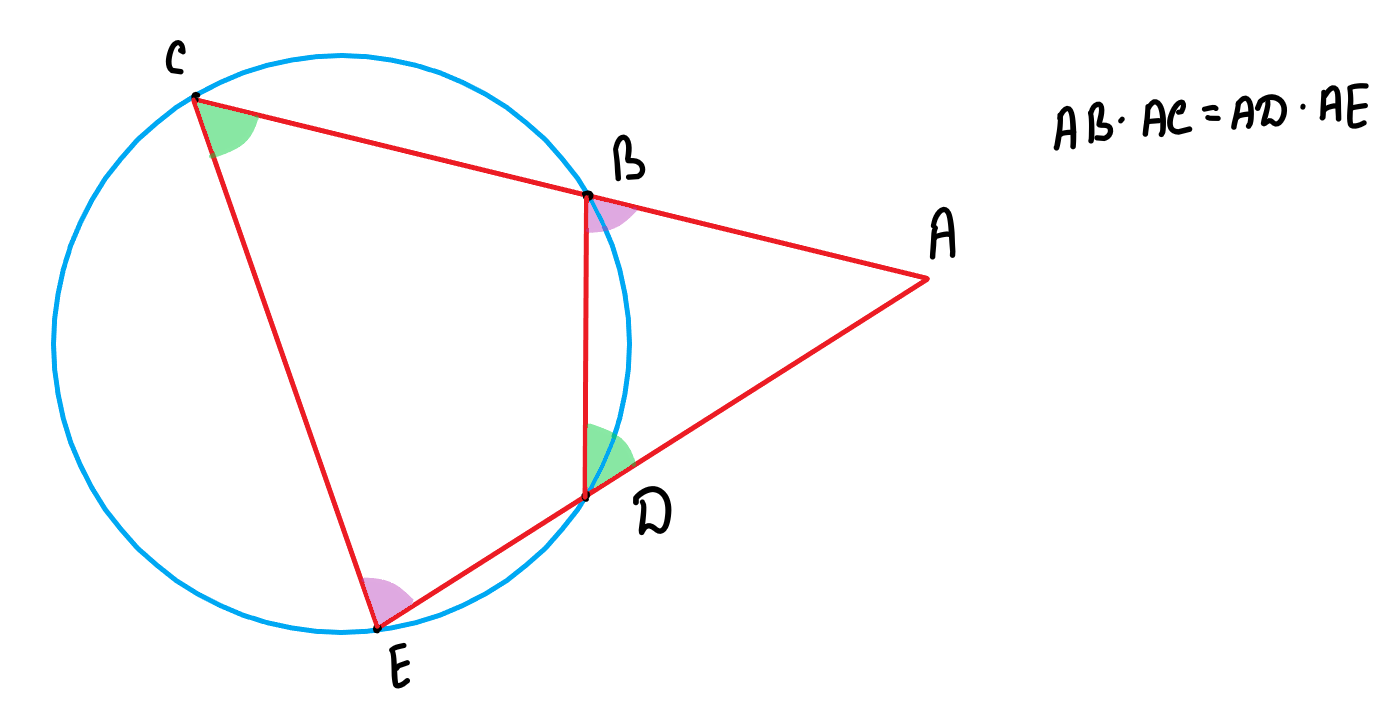 C
B
AB · AC = AD · AE
A
D
E